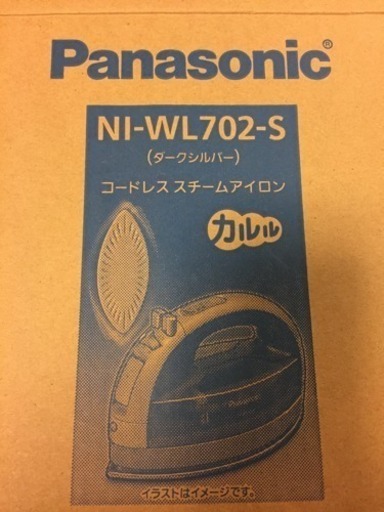 Panasonic®
NI-WL702-S
(ダークシルバー)
コードレス スチームアイロン
カルル
Panasonic
イラストはイメージです。